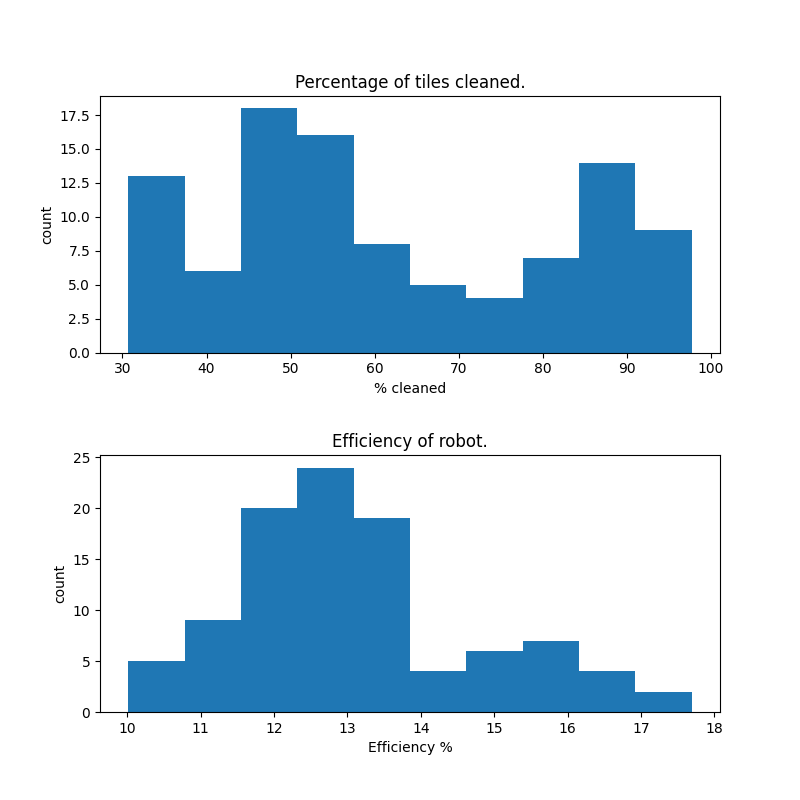 Percentage of tiles cleaned.
17.5
15.0
12.5
10.0
7.5
5.0
2.5
0.0
count
30 40 50 60 70 80 90 100
% cleaned
Efficiency of robot.
25
20
15
10
5
0
count
10 11 12 13 14 15 16 17 18
Efficiency %